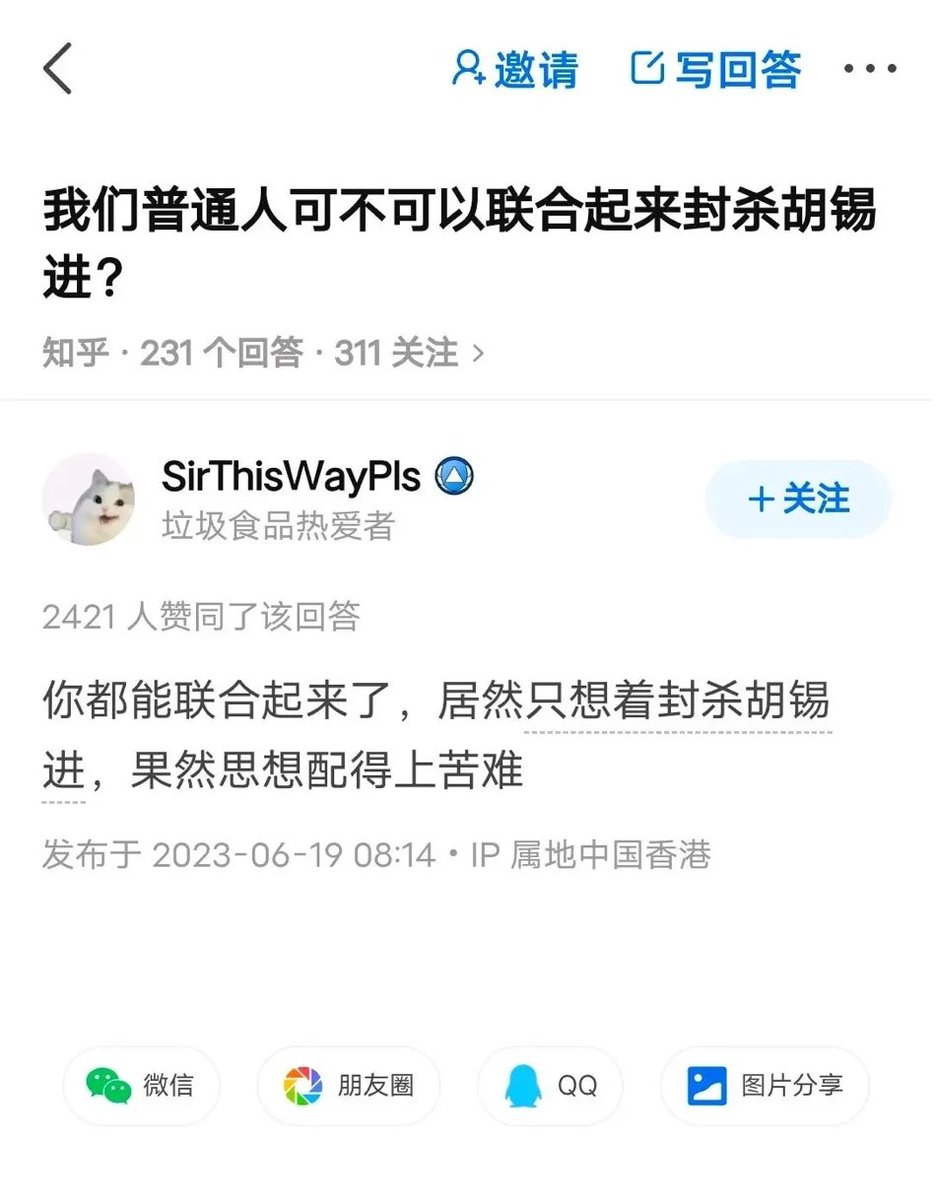 邀请 写回答
我们普通人可不可以联合起来封杀胡锡
进？
知乎 · 231 个回答 · 311 关注 >
SirThisWayPls
垃圾食品热爱者
+关注
2421 人赞同了该回答
你都能联合起来了，居然只想着封杀胡锡
进，果然思想配得上苦难
发布于 2023-06-19 08:14 · IP 属地中国香港
微信 朋友圈 QQ 图片分享